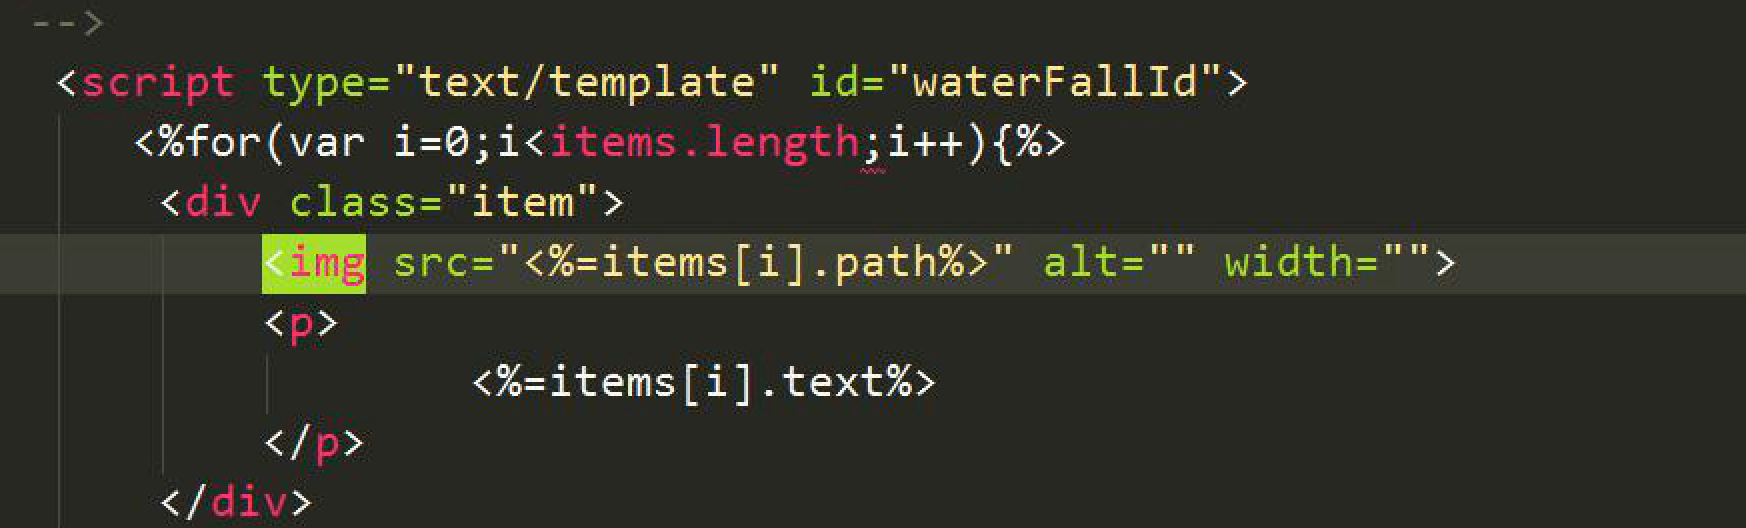 -->
<script type="text/template" id="waterFallId">
<%for(var i=0;i<items.length;i++){%>
<div class="item">
<img src="<%=items[i].path%>" alt="" width="">
<p>
<%=items[i].text%>
</p>
</div>